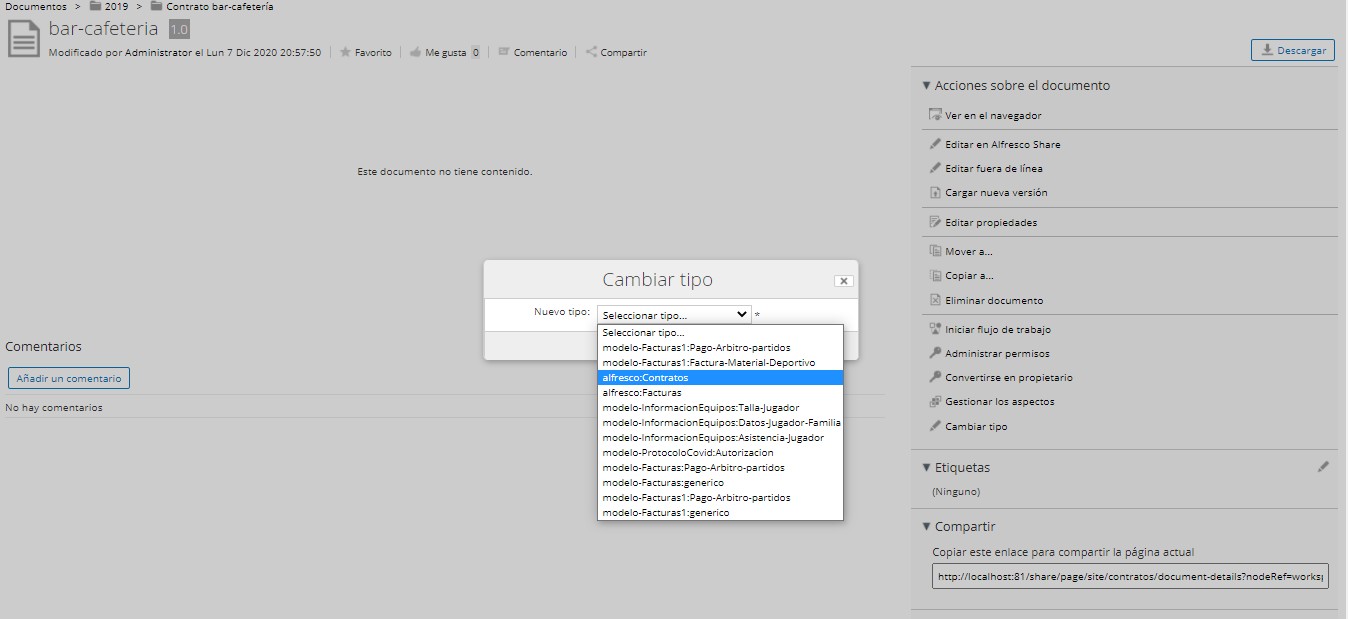 Documentos > 2019 > Contrato bar-cafetería
bar-cafeteria 1.0
Modificado por Administrator el Lun 7 Dic 2020 20:57:50 Favorito Me gusta 0 Comentario Compartir
Descargar
Este documento no tiene contenido.
Comentarios
Añadir un comentario
No hay comentarios
Cambiar tipo
Nuevo tipo: Seleccionar tipo... *
Seleccionar tipo...
modelo-Facturas1:Pago-Arbitro-partidos
modelo-Facturas1:Factura-Material-Deportivo
alfresco:Contratos
alfresco:Facturas
modelo-InformacionEquipos:Talla-Jugador
modelo-InformacionEquipos:Datos-Jugador-Familia
modelo-InformacionEquipos:Asistencia-Jugador
modelo-ProtocoloCovid:Autorizacion
modelo-Facturas:Pago-Arbitro-partidos
modelo-Facturas:generico
modelo-Facturas1:Pago-Arbitro-partidos
modelo-Facturas1:generico
Acciones sobre el documento
Ver en el navegador
Editar en Alfresco Share
Editar fuera de línea
Cargar nueva versión
Editar propiedades
Mover a...
Copiar a...
Eliminar documento
Iniciar flujo de trabajo
Administrar permisos
Convertirse en propietario
Gestionar los aspectos
Cambiar tipo
Etiquetas
(Ninguno)
Compartir
Copiar este enlace para compartir la página actual
http://localhost:81/share/page/site/contratos/document-details?nodeRef=works